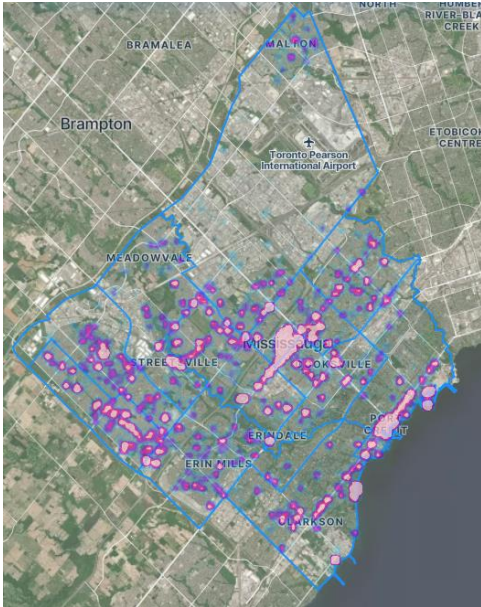 NORTH
HUMBER
RIVER-BLA
CREEK
BRAMALEA
MALTON
Brampton
ETOBICOK
CENTRE
Toronto Pearson
International Airport
MEADOWVALE
Mississauga
STREETSVILLE
OOKSVILLE
PORT
CREDIT
ERINDALE
ERIN MILLS
CLARKSON